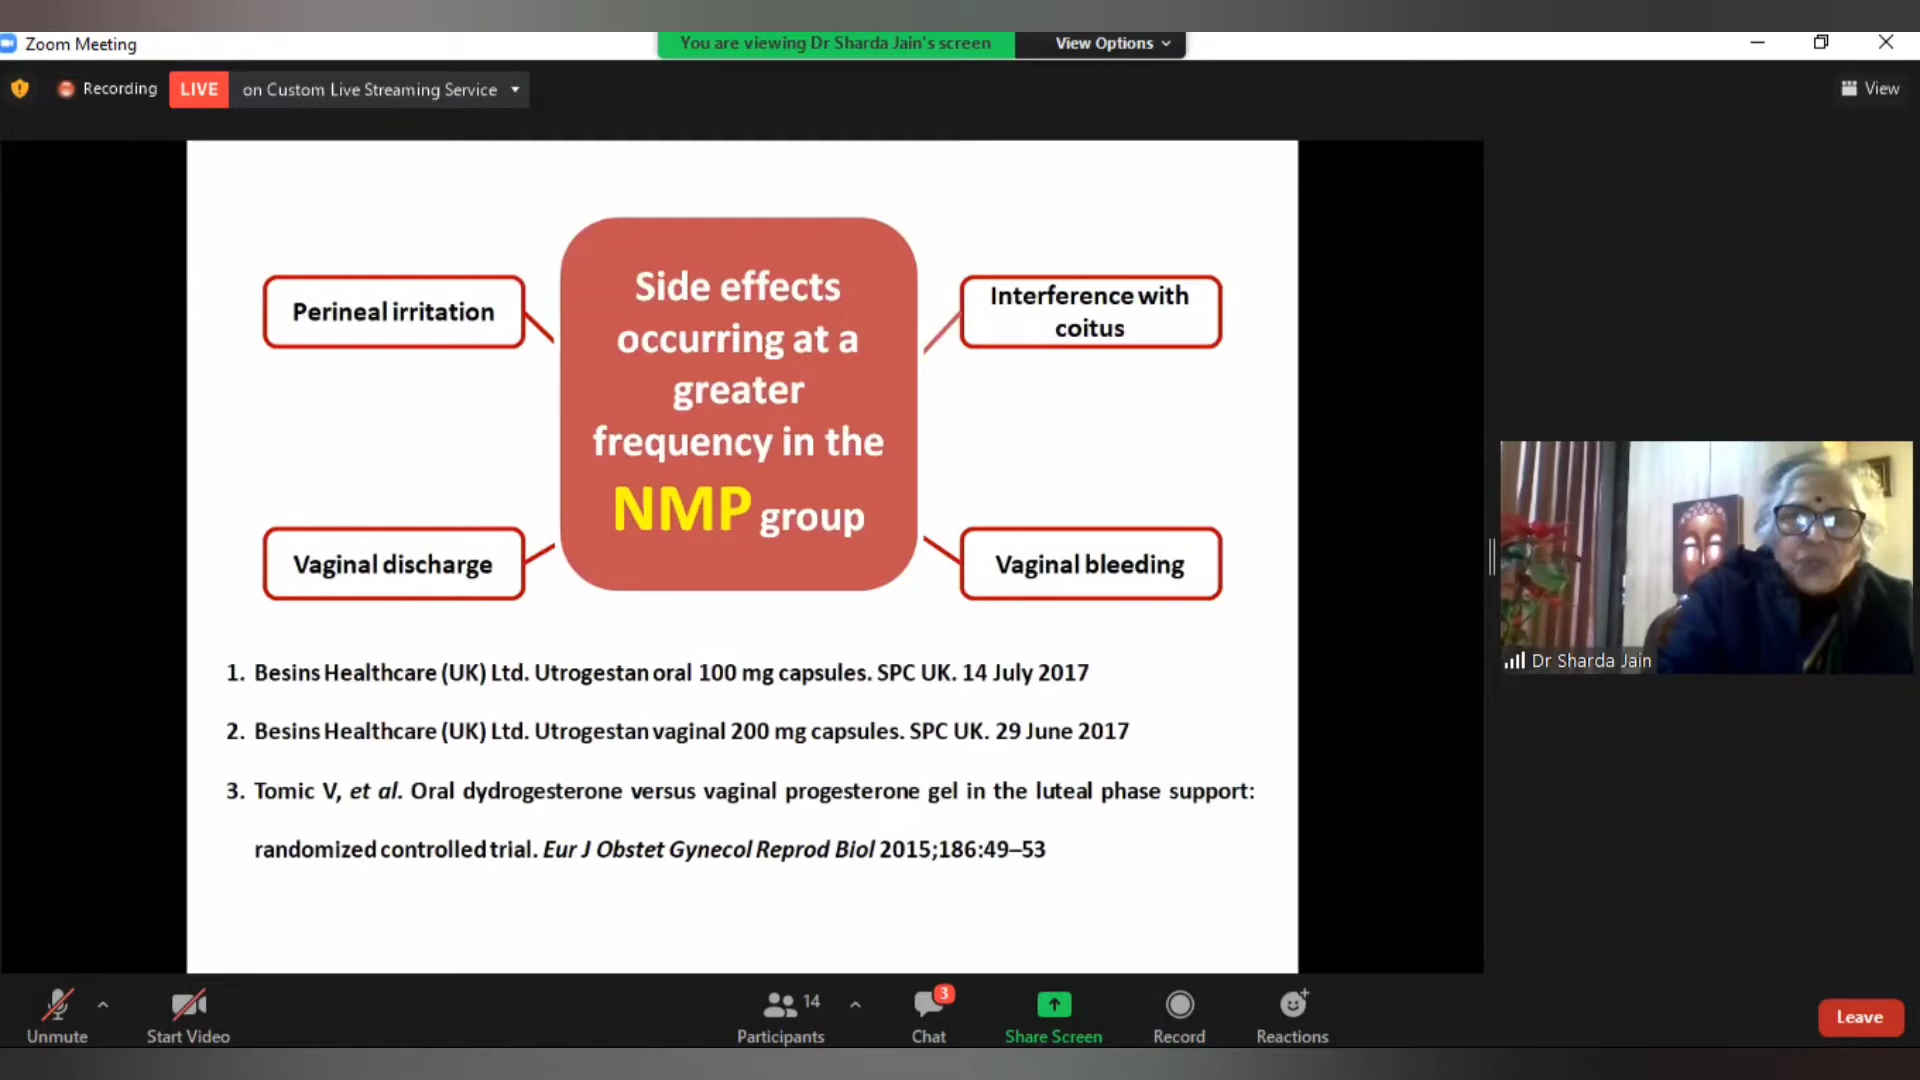 Zoom Meeting
You are viewing Dr Sharda Jain's screen
View Options
Recording
LIVE
on Custom Live Streaming Service
View
Perineal irritation
Side effects
occurring at a
greater
frequency in the
NMP group
Interference with
coitus
Vaginal discharge
Vaginal bleeding
1. Besins Healthcare (UK) Ltd. Utrogestan oral 100 mg capsules. SPC UK. 14 July 2017
2. Besins Healthcare (UK) Ltd. Utrogestan vaginal 200 mg capsules. SPC UK. 29 June 2017
3. Tomic V, et al. Oral dydrogesterone versus vaginal progesterone gel in the luteal phase support:
randomized controlled trial. Eur J Obstet Gynecol Reprod Biol 2015;186:49–53
Dr Sharda Jain
Unmute
Start Video
Participants
14
Chat
3
Share Screen
Record
Reactions
Leave